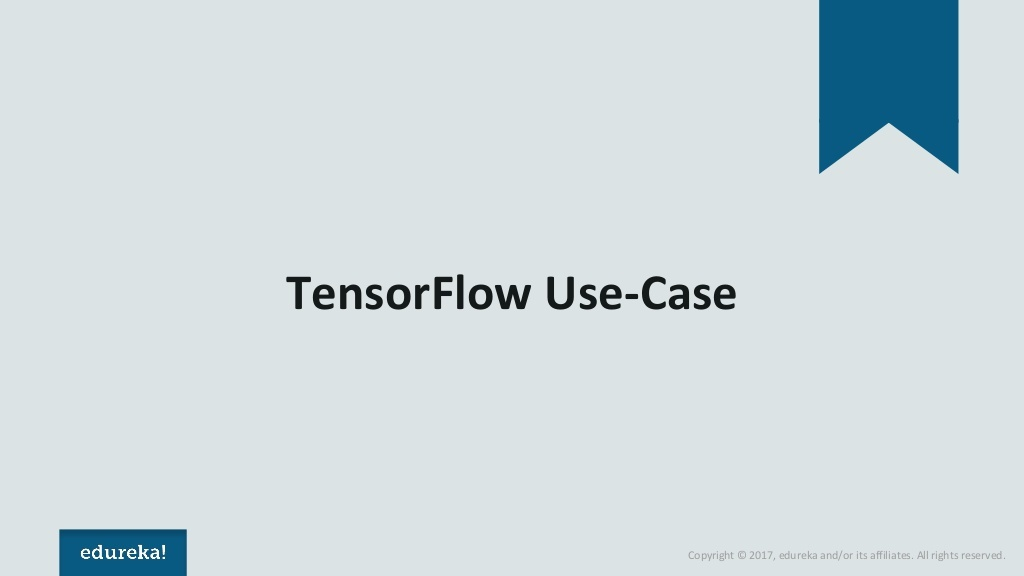 TensorFlow Use-Case
edureka!
Copyright © 2017, edureka and/or its affiliates. All rights reserved.